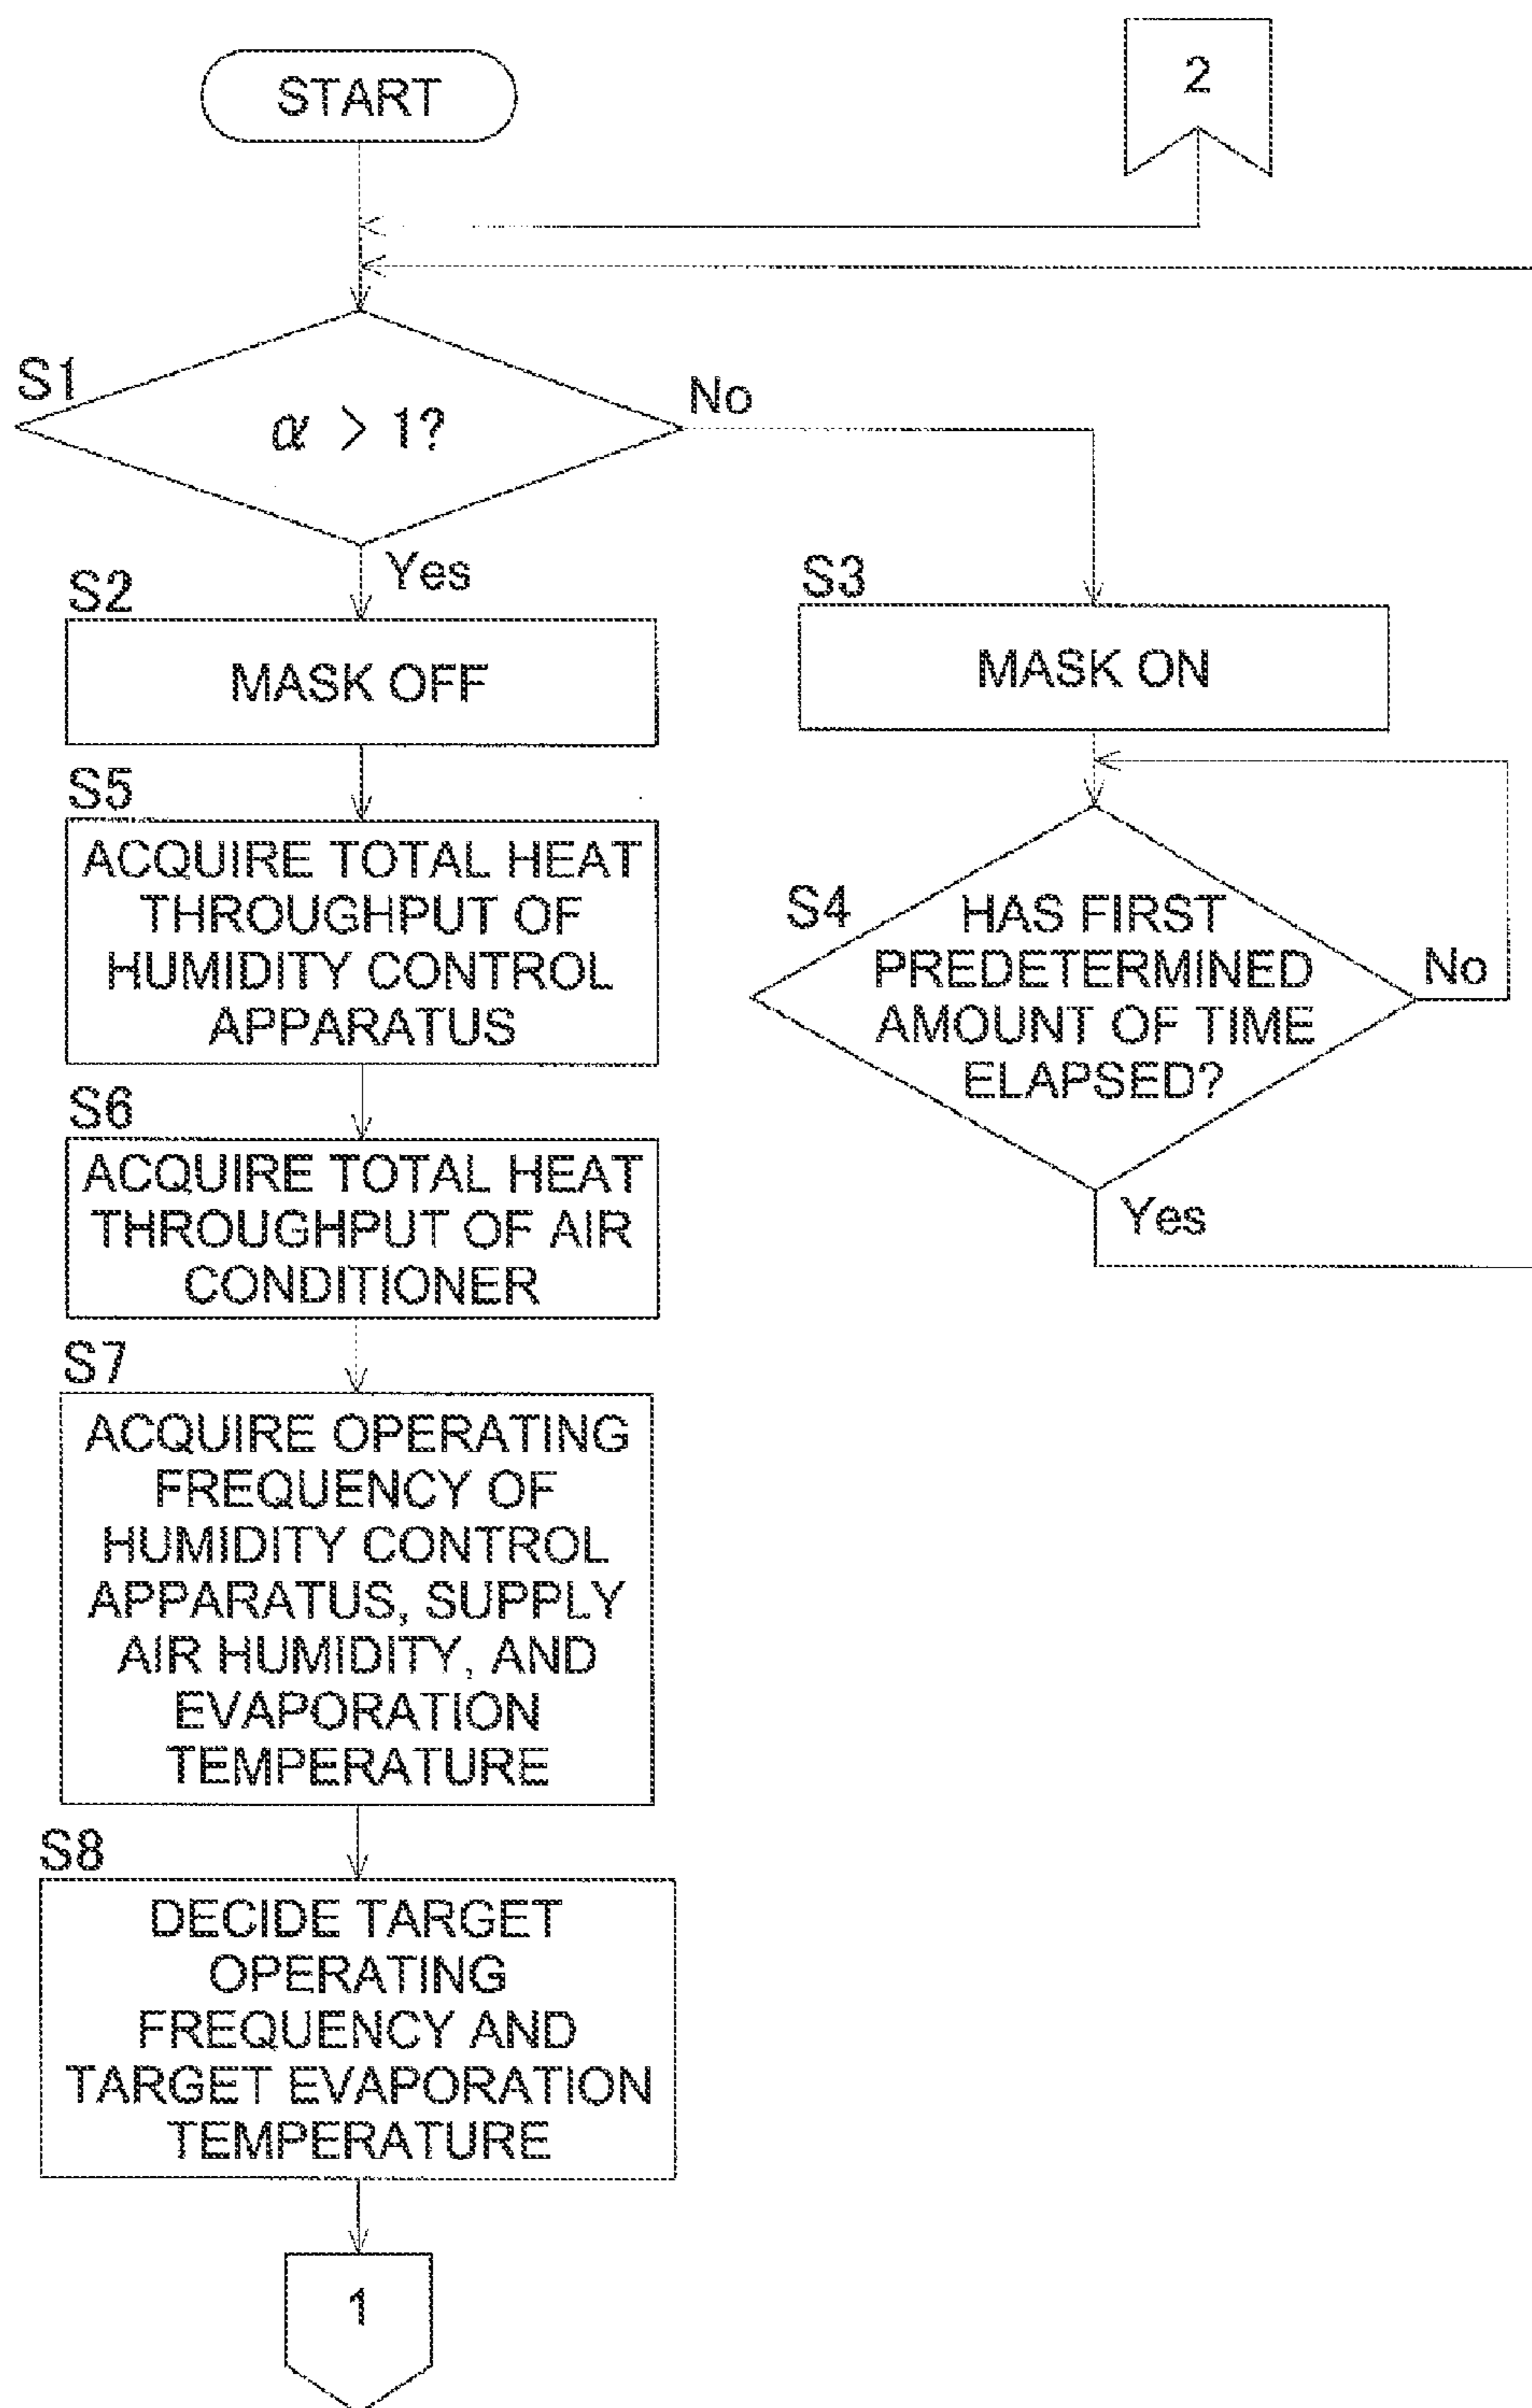 START
2
S1
α > 1?
No
Yes
S2
MASK OFF
S3
MASK ON
S4
HAS FIRST
PREDETERMINED
AMOUNT OF TIME
ELAPSED?
No
Yes
S5
ACQUIRE TOTAL HEAT
THROUGHPUT OF
HUMIDITY CONTROL
APPARATUS
S6
ACQUIRE TOTAL HEAT
THROUGHPUT OF AIR
CONDITIONER
S7
ACQUIRE OPERATING
FREQUENCY OF
HUMIDITY CONTROL
APPARATUS, SUPPLY
AIR HUMIDITY, AND
EVAPORATION
TEMPERATURE
S8
DECIDE TARGET
OPERATING
FREQUENCY AND
TARGET EVAPORATION
TEMPERATURE
1